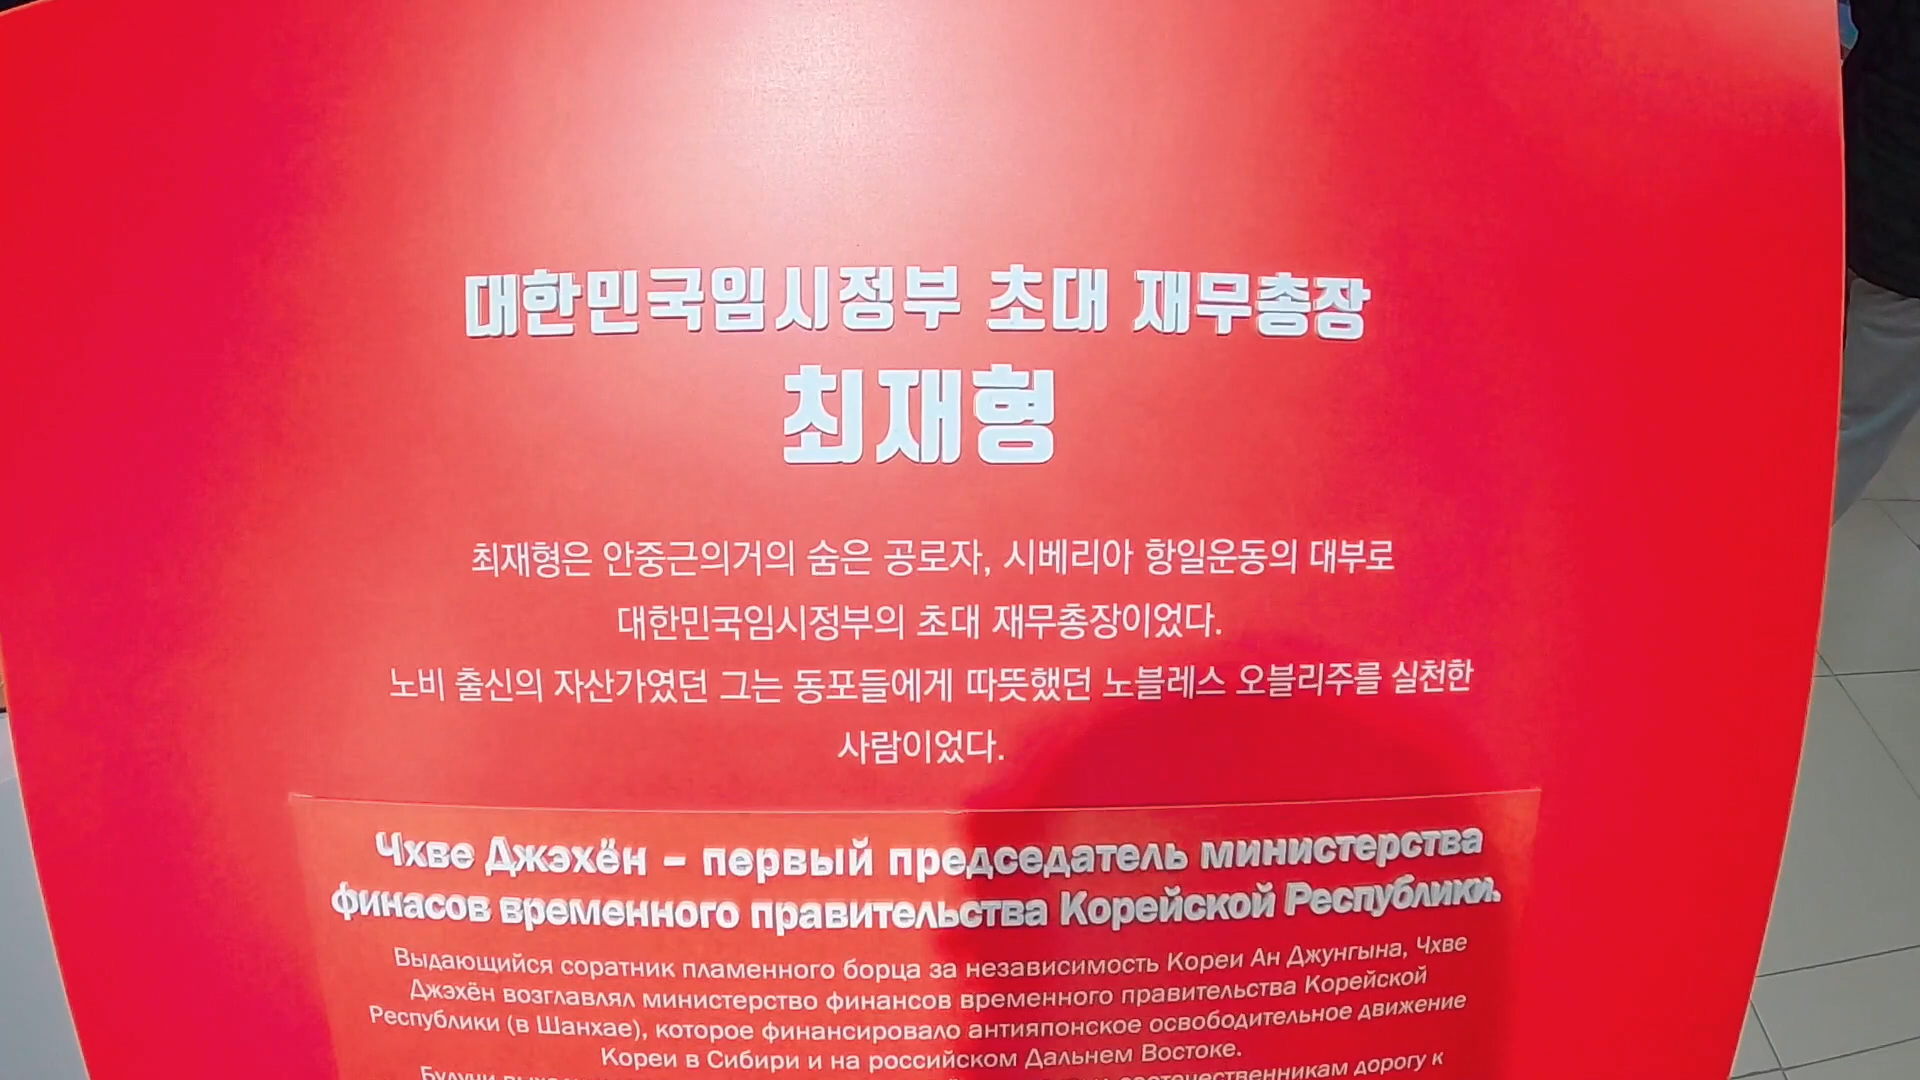 대한민국임시정부 초대 재무총장
최재형
최재형은 안중근의거의 숨은 공로자, 시베리아 항일운동의 대부로
대한민국임시정부의 초대 재무총장이었다.
노비 출신의 자산가였던 그는 동포들에게 따뜻했던 노블레스 오블리주를 실천한
사람이었다.
Чхве Джэхён – первый председатель министерства
финасов временного правительства Корейской Республики.
Выдающийся соратник пламенного борца за независимость Кореи Ан Джунгына, Чхве
Джэхён возглавлял министерство финансов временного правительства Корейской
Республики (в Шанхае), которое финансировало антияпонское освободительное движение
Кореи в Сибири и на российском Дальнем Востоке.
Будучи дорогу к